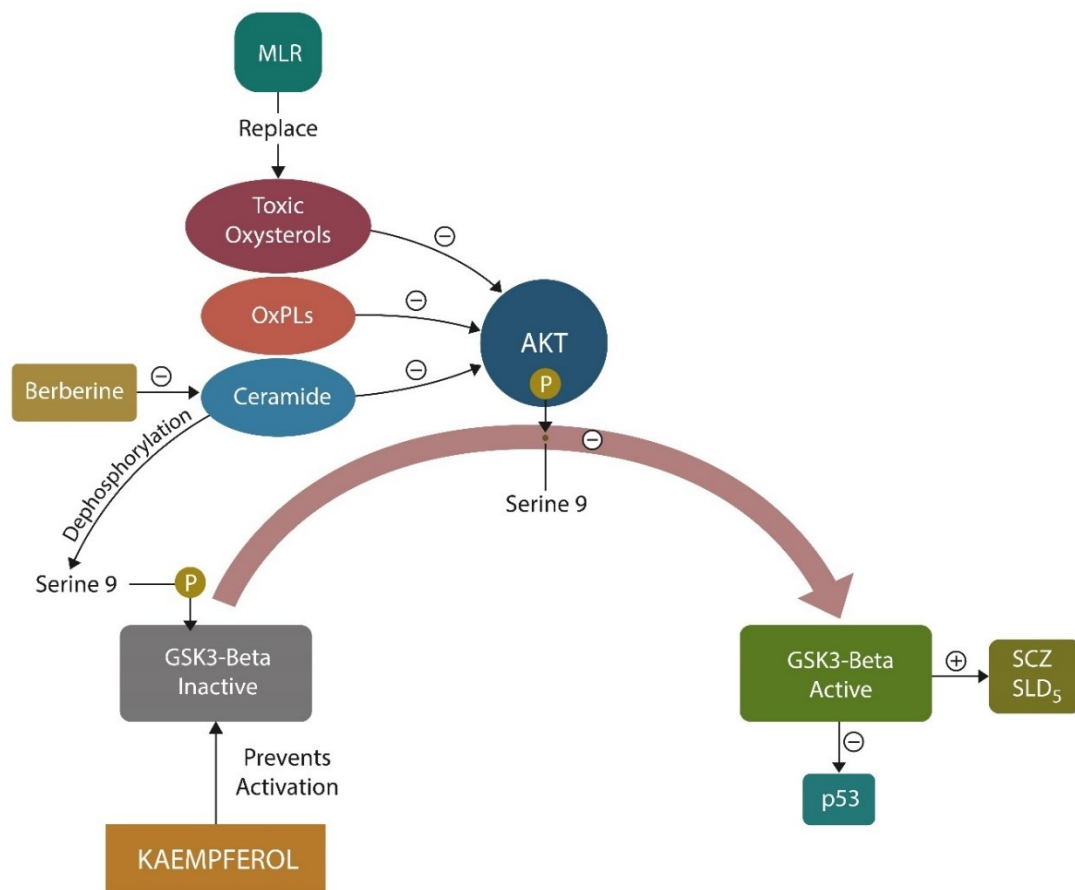 MLR
Replace
Toxic
Oxysterols
⊖
OxPLs
⊖
AKT
P
Berberine
⊖
Ceramide
⊖
Dephosphorylation
⊖
Serine 9
Serine 9
P
GSK3-Beta
Inactive
GSK3-Beta
Active
⊕
SCZ
SLD₅
Prevents
Activation
⊖
p53
KAEMPFEROL